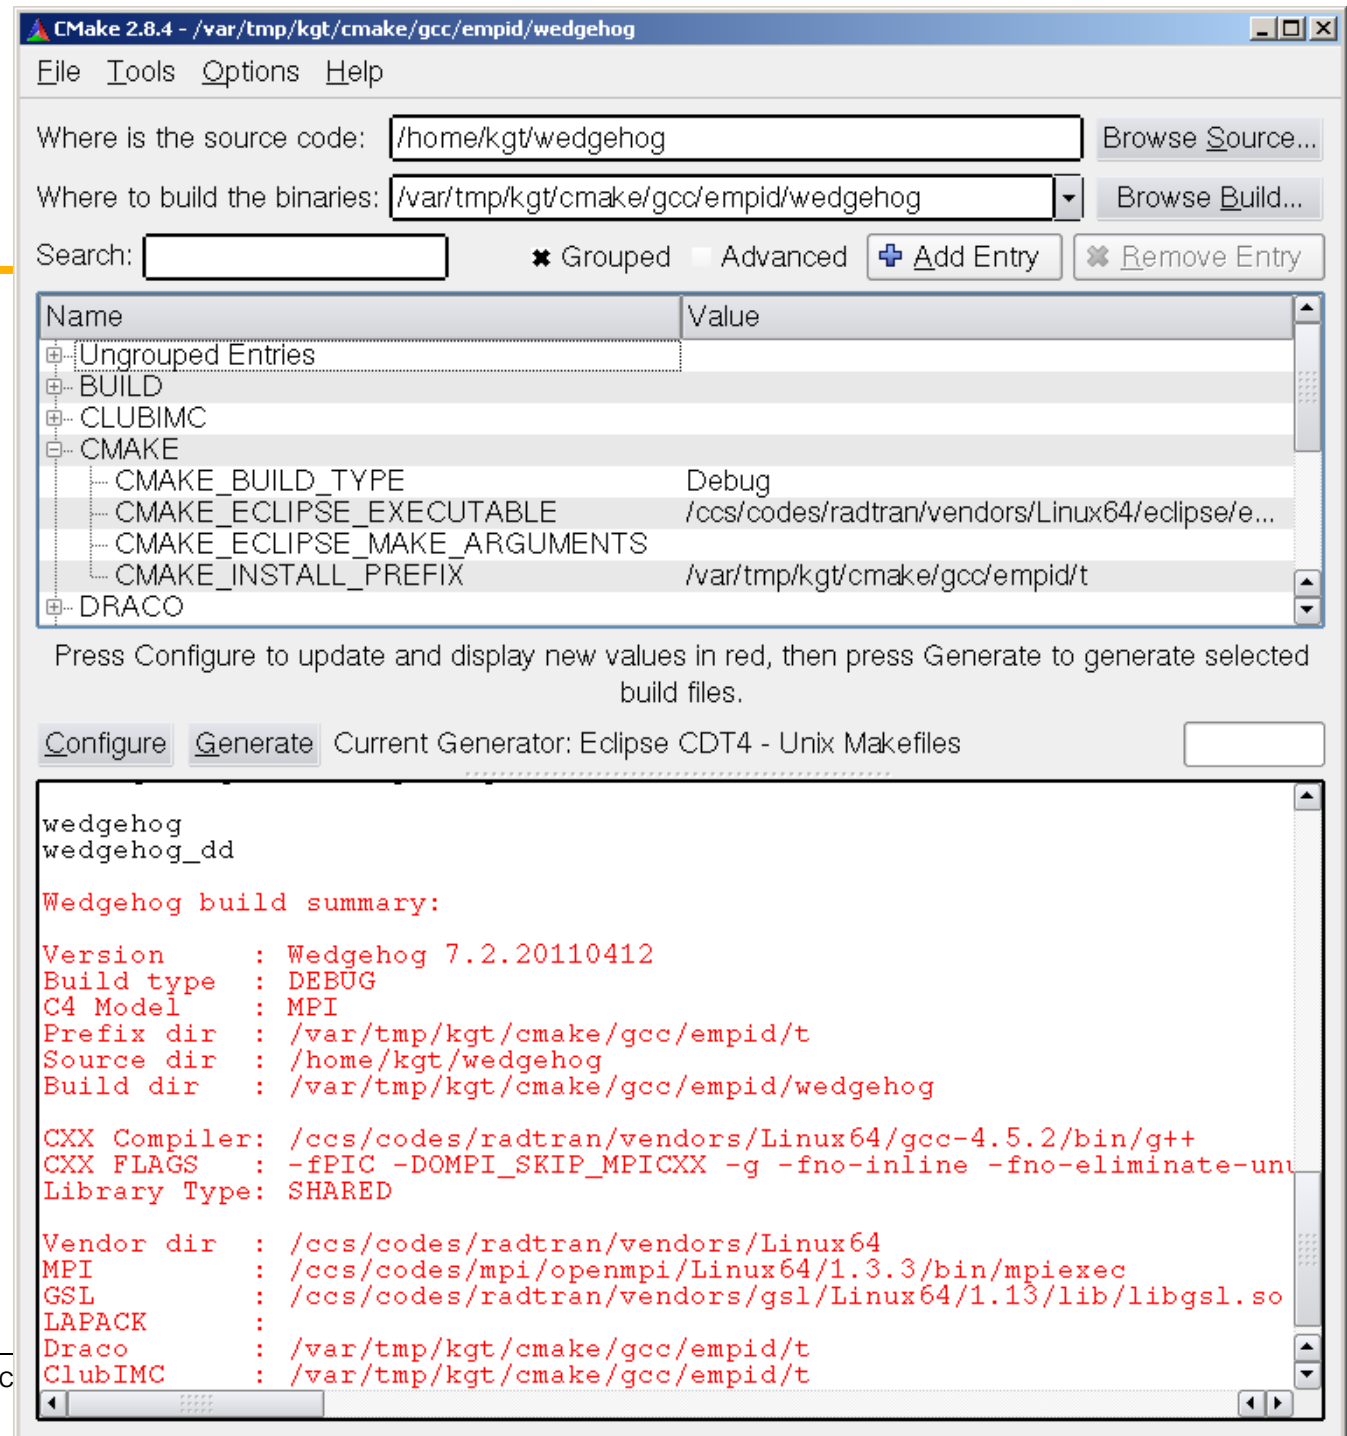 CMake 2.8.4 - /var/tmp/kgt/cmake/gcc/empid/wedgehog
File Tools Options Help
Where is the source code: /home/kgt/wedgehog Browse Source...
Where to build the binaries: /var/tmp/kgt/cmake/gcc/empid/wedgehog Browse Build...
Search: Grouped Advanced Add Entry Remove Entry
Name Value
Ungrouped Entries
BUILD
CLUBIMC
CMAKE
CMAKE_BUILD_TYPE Debug
CMAKE_ECLIPSE_EXECUTABLE /ccs/codes/radtran/vendors/Linux64/eclipse/e...
CMAKE_ECLIPSE_MAKE_ARGUMENTS
CMAKE_INSTALL_PREFIX /var/tmp/kgt/cmake/gcc/empid/t
DRACO
Press Configure to update and display new values in red, then press Generate to generate selected
build files.
Configure Generate Current Generator: Eclipse CDT4 - Unix Makefiles
wedgehog
wedgehog_dd
Wedgehog build summary:
Version : Wedgehog 7.2.20110412
Build type : DEBUG
C4 Model : MPI
Prefix dir : /var/tmp/kgt/cmake/gcc/empid/t
Source dir : /home/kgt/wedgehog
Build dir : /var/tmp/kgt/cmake/gcc/empid/wedgehog
CXX Compiler: /ccs/codes/radtran/vendors/Linux64/gcc-4.5.2/bin/g++
CXX FLAGS : -fPIC -DOMPI_SKIP_MPICXX -g -fno-inline -fno-eliminate-unu
Library Type: SHARED
Vendor dir : /ccs/codes/radtran/vendors/Linux64
MPI : /ccs/codes/mpi/openmpi/Linux64/1.3.3/bin/mpiexec
GSL : /ccs/codes/radtran/vendors/gsl/Linux64/1.13/lib/libgsl.so
LAPACK :
Draco : /var/tmp/kgt/cmake/gcc/empid/t
ClubIMC : /var/tmp/kgt/cmake/gcc/empid/t